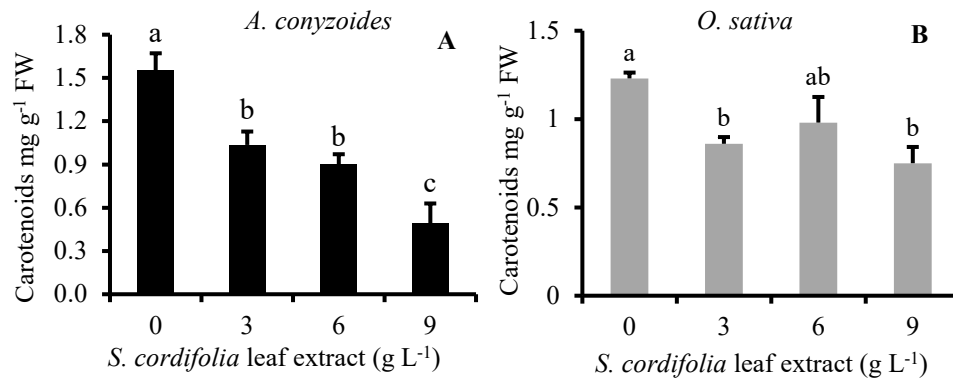 A. conyzoides
A
Carotenoids mg g⁻¹ FW
1.8
1.5
1.2
0.9
0.6
0.3
0.0
a
b
b
c
0 3 6 9
S. cordifolia leaf extract (g L⁻¹)
O. sativa
B
Carotenoids mg g⁻¹ FW
1.5
1
0.5
0
a
b
ab
b
0 3 6 9
S. cordifolia leaf extract (g L⁻¹)